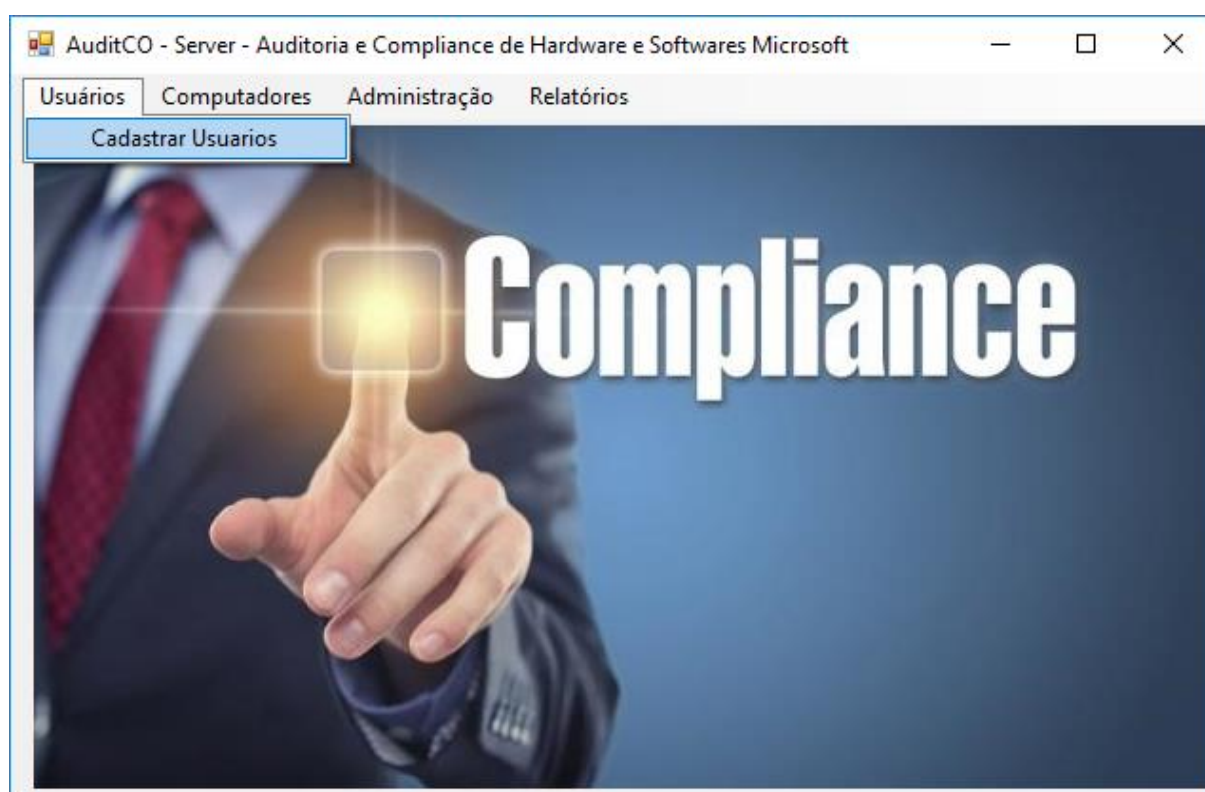 AuditCO - Server - Auditoria e Compliance de Hardware e Softwares Microsoft
Usuários Computadores Administração Relatórios
Cadastrar Usuarios
Compliance